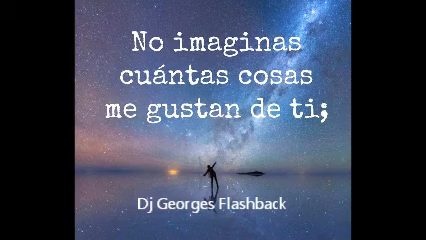 No imaginas
cuántas cosas
me gustan de ti;
Dj Georges Flashback